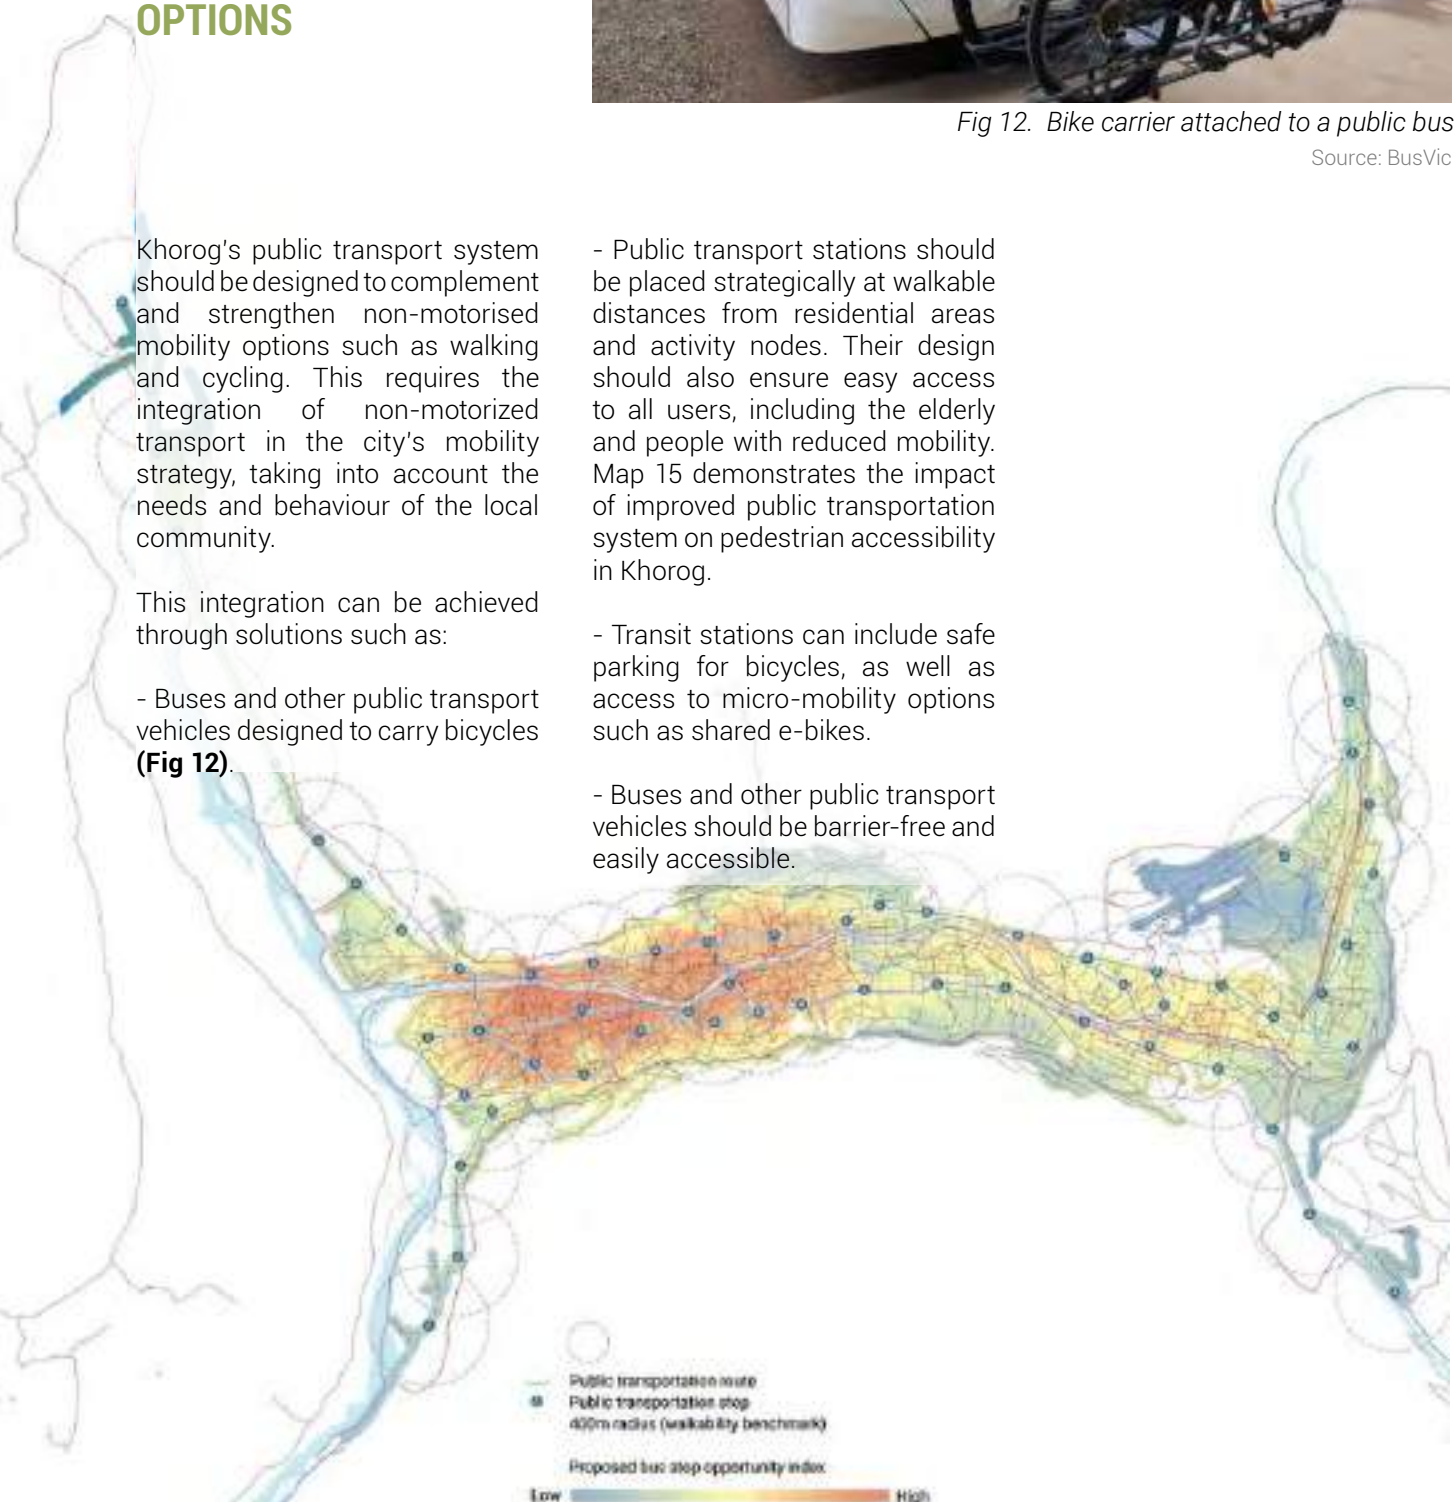 OPTIONS
Fig 12. Bike carrier attached to a public bus
Source: BusVic
Khorog's public transport system
should be designed to complement
and strengthen non-motorised
mobility options such as walking
and cycling. This requires the
integration of non-motorized
transport in the city's mobility
strategy, taking into account the
needs and behaviour of the local
community.
This integration can be achieved
through solutions such as:
- Buses and other public transport
vehicles designed to carry bicycles
(Fig 12).
- Public transport stations should
be placed strategically at walkable
distances from residential areas
and activity nodes. Their design
should also ensure easy access
to all users, including the elderly
and people with reduced mobility.
Map 15 demonstrates the impact
of improved public transportation
system on pedestrian accessibility
in Khorog.
- Transit stations can include safe
parking for bicycles, as well as
access to micro-mobility options
such as shared e-bikes.
- Buses and other public transport
vehicles should be barrier-free and
easily accessible.
Public transportation route
Public transportation stop
400m radius (walkability benchmark)
Proposed bus stop opportunity index
Low
High